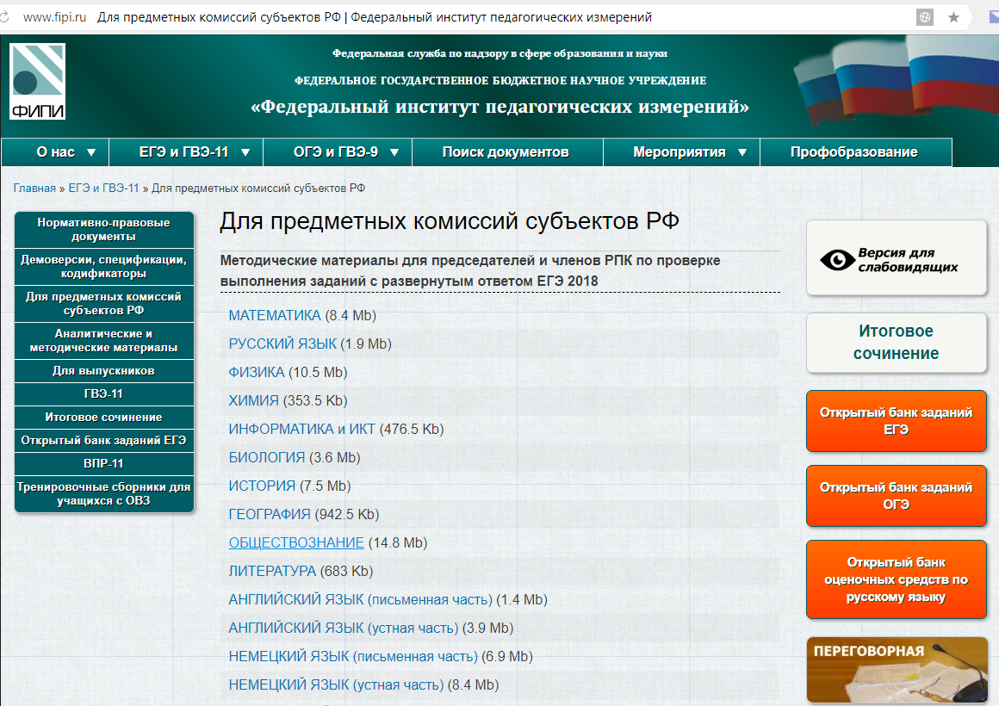 www.fipi.ru Для предметных комиссий субъектов РФ | Федеральный институт педагогических измерений
ФИПИ
Федеральная служба по надзору в сфере образования и науки
ФЕДЕРАЛЬНОЕ ГОСУДАРСТВЕННОЕ БЮДЖЕТНОЕ НАУЧНОЕ УЧРЕЖДЕНИЕ
«Федеральный институт педагогических измерений»
О нас ▼ ЕГЭ и ГВЭ-11 ▼ ОГЭ и ГВЭ-9 ▼ Поиск документов Мероприятия ▼ Профобразование
Главная » ЕГЭ и ГВЭ-11 » Для предметных комиссий субъектов РФ
Нормативно-правовые
документы
Демоверсии, спецификации,
кодификаторы
Для предметных комиссий
субъектов РФ
Аналитические и
методические материалы
Для выпускников
ГВЭ-11
Итоговое сочинение
Открытый банк заданий ЕГЭ
ВПР-11
Тренировочные сборники для
учащихся с ОВЗ
Для предметных комиссий субъектов РФ
Методические материалы для председателей и членов РПК по проверке
выполнения заданий с развернутым ответом ЕГЭ 2018
МАТЕМАТИКА (8.4 Mb)
РУССКИЙ ЯЗЫК (1.9 Mb)
ФИЗИКА (10.5 Mb)
ХИМИЯ (353.5 Kb)
ИНФОРМАТИКА и ИКТ (476.5 Kb)
БИОЛОГИЯ (3.6 Mb)
ИСТОРИЯ (7.5 Mb)
ГЕОГРАФИЯ (942.5 Kb)
ОБЩЕСТВОЗНАНИЕ (14.8 Mb)
ЛИТЕРАТУРА (683 Kb)
АНГЛИЙСКИЙ ЯЗЫК (письменная часть) (1.4 Mb)
АНГЛИЙСКИЙ ЯЗЫК (устная часть) (3.9 Mb)
НЕМЕЦКИЙ ЯЗЫК (письменная часть) (6.9 Mb)
НЕМЕЦКИЙ ЯЗЫК (устная часть) (8.4 Mb)
Версия для
слабовидящих
Итоговое
сочинение
Открытый банк заданий
ЕГЭ
Открытый банк заданий
ОГЭ
Открытый банк
оценочных средств по
русскому языку
ПЕРЕГОВОРНАЯ